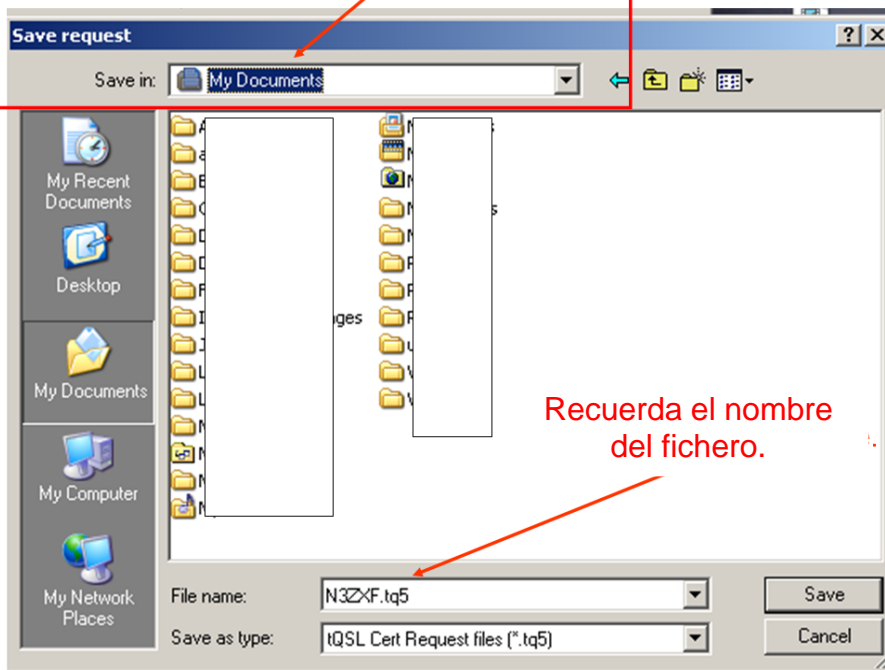 Save request
Save in:
My Documents
My Recent
Documents
Desktop
My Documents
My Computer
My Network
Places
ges
s
s
Recuerda el nombre
del fichero.
File name:
N3ZXF.tq5
Save
Save as type:
tQSL Cert Request files (*.tq5)
Cancel